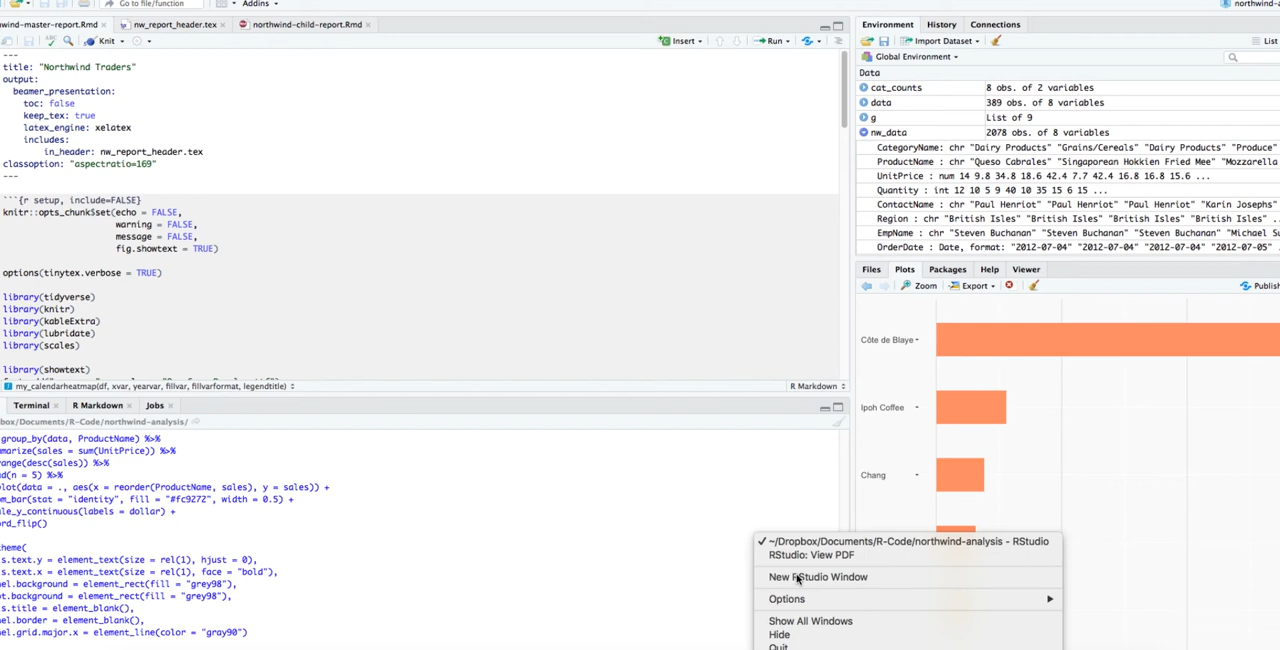 Go to file/function
Addins
northwind-a
nwind-master-report.Rmd
nw_report_header.tex
northwind-child-report.Rmd
Knit
Insert
Run
---
title: "Northwind Traders"
output:
beamer_presentation:
toc: false
keep_tex: true
latex_engine: xelatex
includes:
in_header: nw_report_header.tex
classoption: "aspectratio=169"
---
```{r setup, include=FALSE}
knitr::opts_chunk$set(echo = FALSE,
warning = FALSE,
message = FALSE,
fig.showtext = TRUE)
options(tinytex.verbose = TRUE)
library(tidyverse)
library(knitr)
library(kableExtra)
library(lubridate)
library(scales)
library(showtext)
my_calendarheatmap(df, xvar, yearvar, fillvar, fillvarformat, legendtitle)
R Markdown
Terminal
R Markdown
Jobs
box/Documents/R-Code/northwind-analysis/
group_by(data, ProductName) %>%
marize(sales = sum(UnitPrice)) %>%
range(desc(sales)) %>%
ad(n = 5) %>%
plot(data = ., aes(x = reorder(ProductName, sales), y = sales)) +
om_bar(stat = "identity", fill = "#fc9272", width = 0.5) +
ale_y_continuous(labels = dollar) +
ord_flip()
theme(
s.text.y = element_text(size = rel(1), hjust = 0),
s.text.x = element_text(size = rel(1), face = "bold"),
nel.background = element_rect(fill = "grey98"),
ot.background = element_rect(fill = "grey98"),
s.title = element_blank(),
nel.border = element_blank(),
nel.grid.major.x = element_line(color = "gray90")
Environment
History
Connections
Import Dataset
List
Global Environment
Data
cat_counts 8 obs. of 2 variables
data 389 obs. of 8 variables
g List of 9
nw_data 2078 obs. of 8 variables
CategoryName: chr "Dairy Products" "Grains/Cereals" "Dairy Products" "Produce"
ProductName : chr "Queso Cabrales" "Singaporean Hokkien Fried Mee" "Mozzarella
UnitPrice : num 14 9.8 34.8 18.6 42.4 7.7 42.4 16.8 16.8 15.6 ...
Quantity : int 12 10 5 9 40 10 35 15 6 15 ...
ContactName : chr "Paul Henriot" "Paul Henriot" "Paul Henriot" "Karin Josephs"
Region : chr "British Isles" "British Isles" "British Isles" ..
EmpName : chr "Steven Buchanan" "Steven Buchanan" "Steven Buchanan" "Michael Su
OrderDate : Date, format: "2012-07-04" "2012-07-04" "2012-07-05"
Files
Plots
Packages
Help
Viewer
Zoom
Export
Publis
Côte de Blaye
Ipoh Coffee
Chang
~/Dropbox/Documents/R-Code/northwind-analysis - RStudio
RStudio: View PDF
New RStudio Window
Options
Show All Windows
Hide
Quit